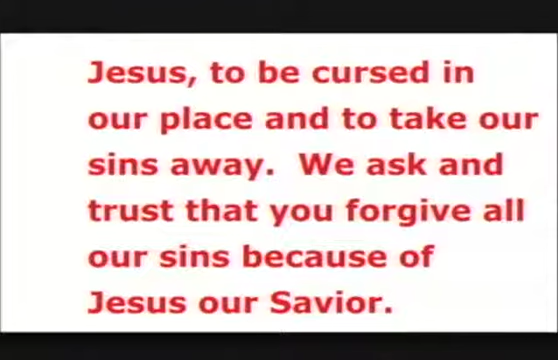 Jesus, to be cursed in
our place and to take our
sins away.  We ask and
trust that you forgive all
our sins because of
Jesus our Savior.